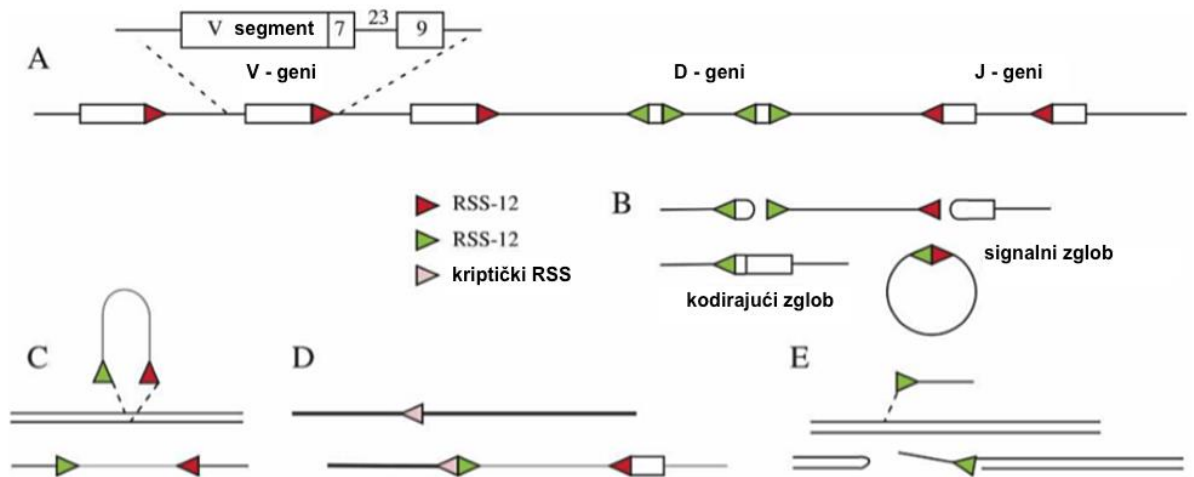 V segment 7 23 9
A
V - geni D - geni J - geni
RSS-12
RSS-12
kriptički RSS
B
signalni zglob
kodirajući zglob
C
D
E